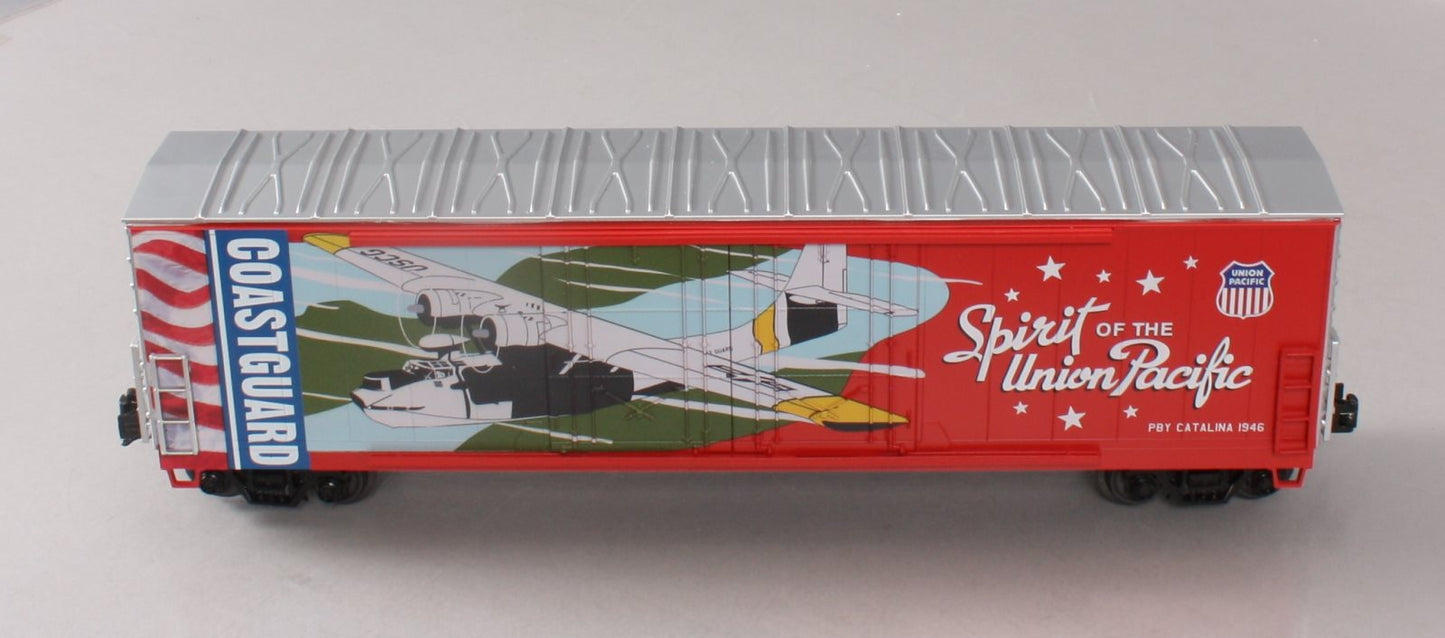 COASTGUARD
USCG
Spirit OF THE
Union Pacific
UNION
PACIFIC
PBY CATALINA 1946